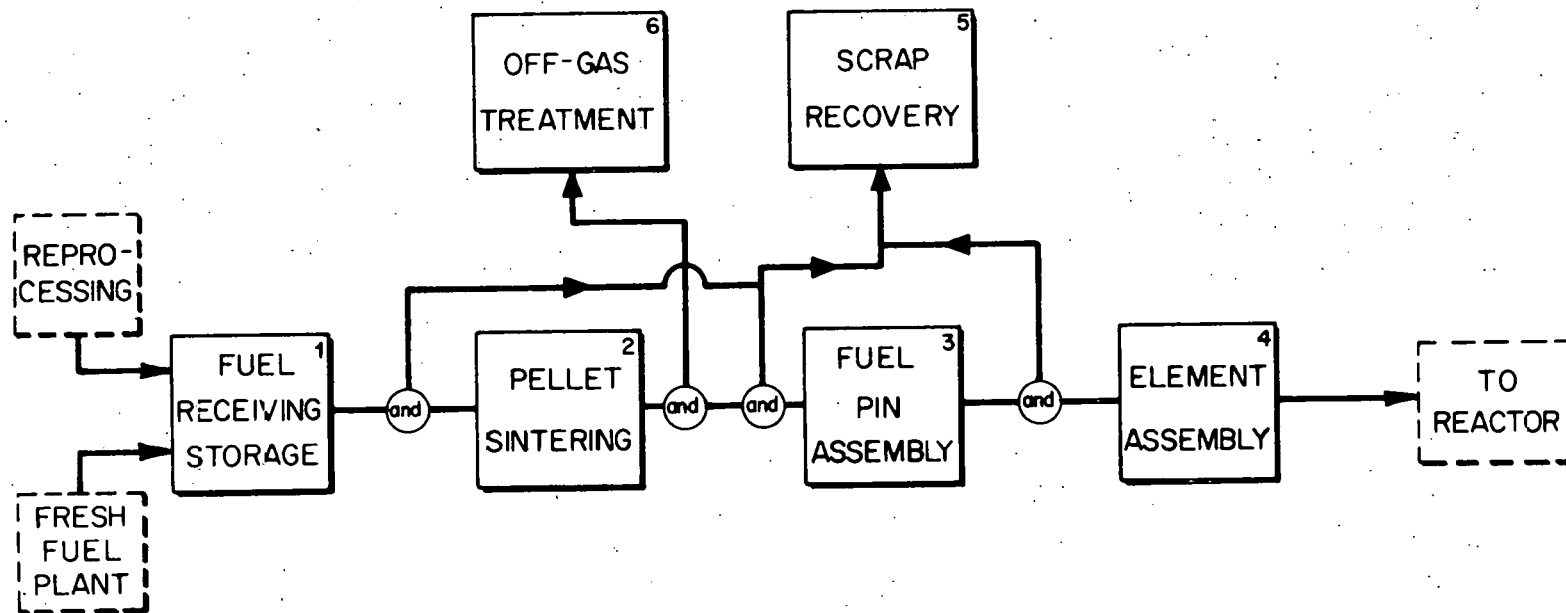 6
OFF-GAS
TREATMENT
5
SCRAP
RECOVERY
REPRO-
CESSING
1
FUEL
RECEIVING
STORAGE
and
2
PELLET
SINTERING
and
and
3
FUEL
PIN
ASSEMBLY
and
4
ELEMENT
ASSEMBLY
TO
REACTOR
FRESH
FUEL
PLANT